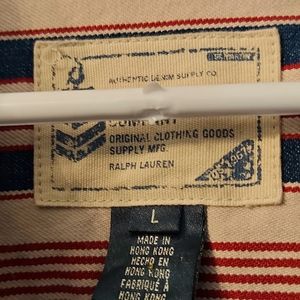 AUTHENTIC DENIM SUPPLY CO.
COMPANY
ORIGINAL CLOTHING GOODS
SUPPLY MFG.
RALPH LAUREN
L
MADE IN
HONG KONG
HECHO EN
HONG KONG
FABRIQUÉ À
HONG KONG